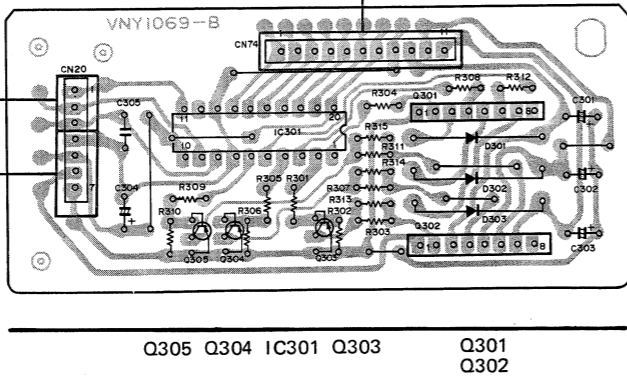 VNY1069-B
1
11
CN74
CN20
1
R308
R312
C305
R304
Q301
C301
11
20
1
8
IC301
R315
D301
10
1
R311
R314
7
R305
R301
D302
C302
C304
R309
R307
R313
+
R310
R306
R302
D303
R303
Q302
+
Q305
Q304
Q303
1
8
C303
Q305 Q304 IC301 Q303 Q301
Q302